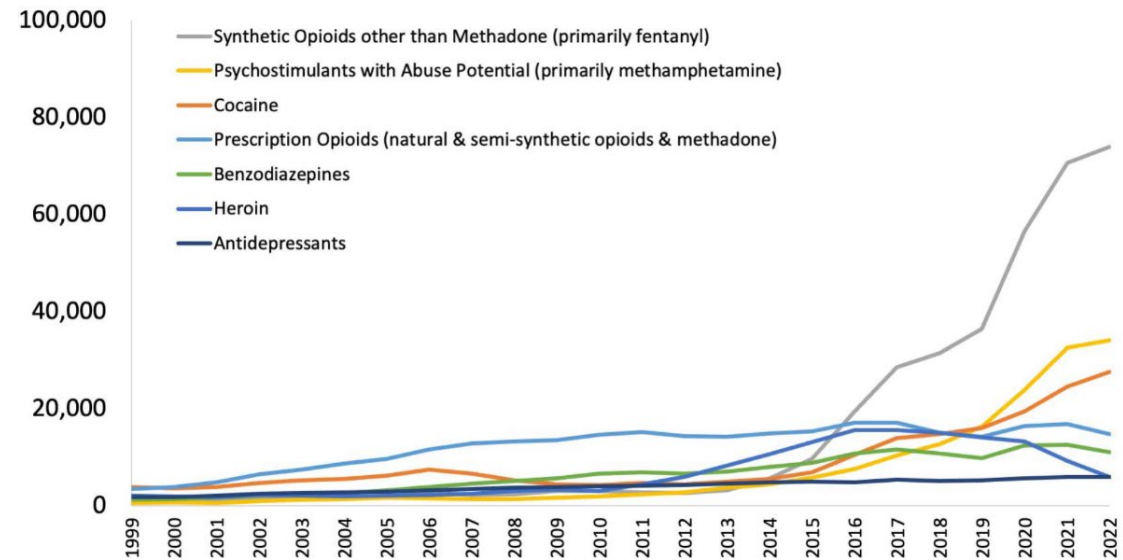 100,000
Synthetic Opioids other than Methadone (primarily fentanyl)
Psychostimulants with Abuse Potential (primarily methamphetamine)
80,000
Cocaine
Prescription Opioids (natural & semi-synthetic opioids & methadone)
Benzodiazepines
60,000
Heroin
Antidepressants
40,000
20,000
0
1999 2000 2001 2002 2003 2004 2005 2006 2007 2008 2009 2010 2011 2012 2013 2014 2015 2016 2017 2018 2019 2020 2021 2022